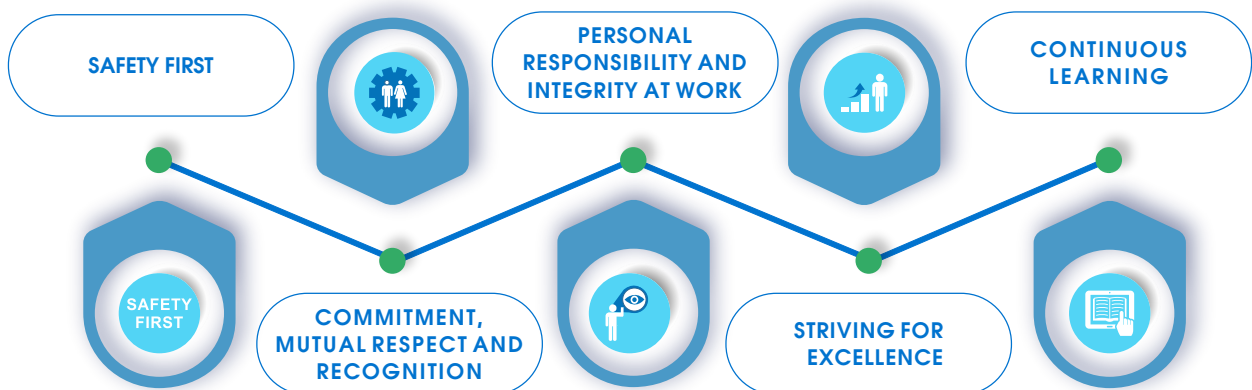 SAFETY FIRST
PERSONAL
RESPONSIBILITY AND
INTEGRITY AT WORK
CONTINUOUS
LEARNING
SAFETY
FIRST
COMMITMENT,
MUTUAL RESPECT AND
RECOGNITION
STRIVING FOR
EXCELLENCE